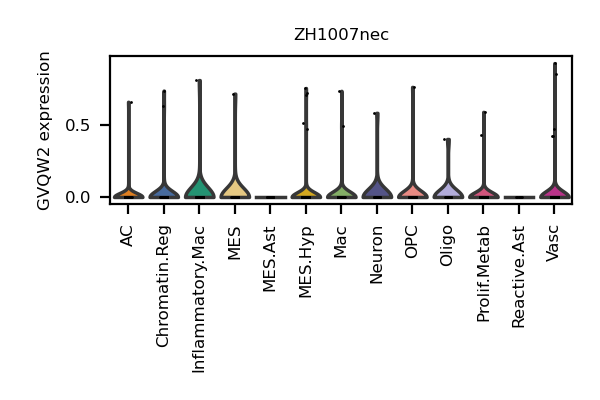 ZH1007nec
GVQW2 expression
0.5
0.0
AC
Chromatin.Reg
Inflammatory.Mac
MES
MES.Ast
MES.Hyp
Mac
Neuron
OPC
Oligo
Prolif.Metab
Reactive.Ast
Vasc